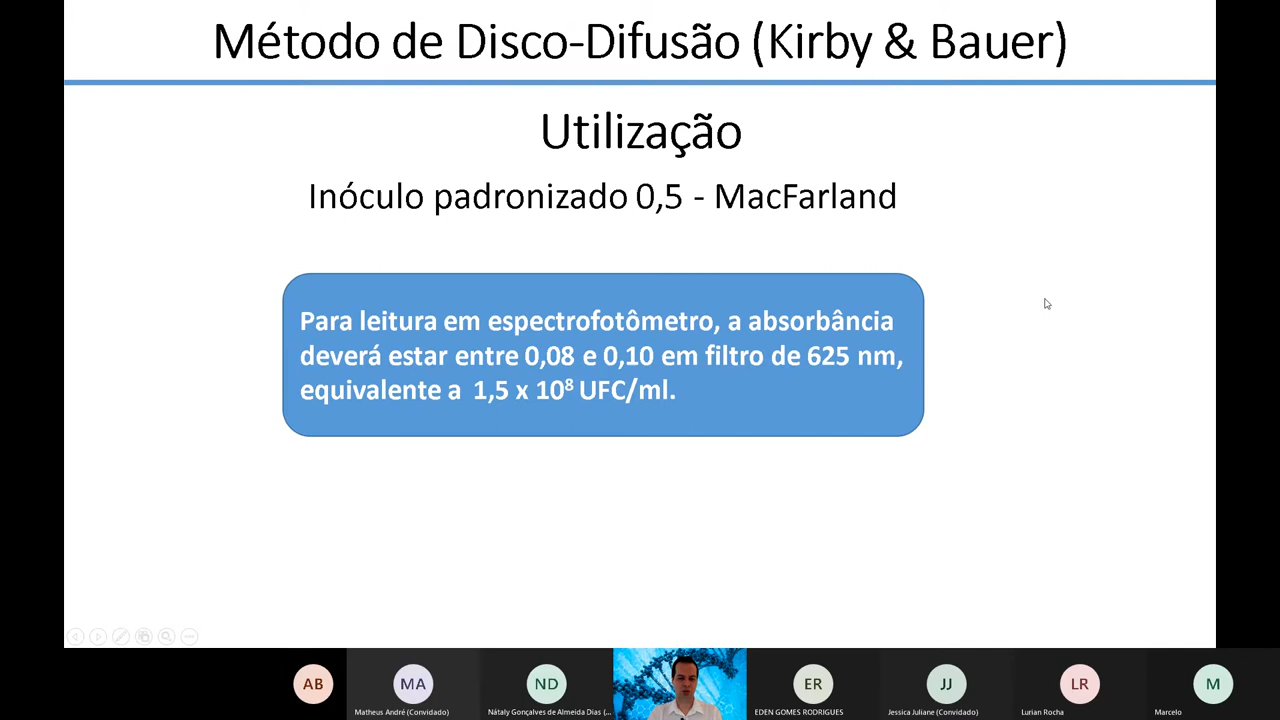 Método de Disco-Difusão (Kirby & Bauer)
Utilização
Inóculo padronizado 0,5 - MacFarland
Para leitura em espectrofotômetro, a absorbância
deverá estar entre 0,08 e 0,10 em filtro de 625 nm,
equivalente a 1,5 x 10⁸ UFC/ml.
AB
MA
ND
ER
JJ
LR
M
Matheus André (Convidado)
Nátaly Gonçalves de Almeida Dias (...
EDEN GOMES RODRIGUES
Jessica Juliane (Convidado)
Lurian Rocha
Marcelo